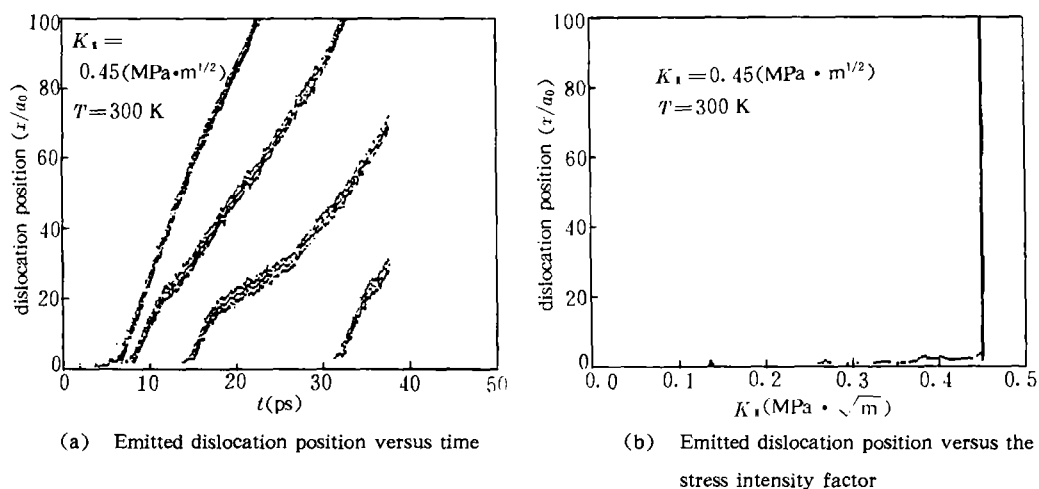 100
80
60
40
20
0
dislocation position (x/a₀)
K_Ⅱ =
0.45(MPa·m^1/2)
T=300 K
0 10 20 30 40 50
t(ps)
(a) Emitted dislocation position versus time
100
80
60
40
20
0
dislocation position (x/a₀)
K_Ⅱ=0.45(MPa · m^1/2)
T=300 K
0.0 0.1 0.2 0.3 0.4 0.5
K_Ⅱ(MPa · √m)
(b) Emitted dislocation position versus the
stress intensity factor